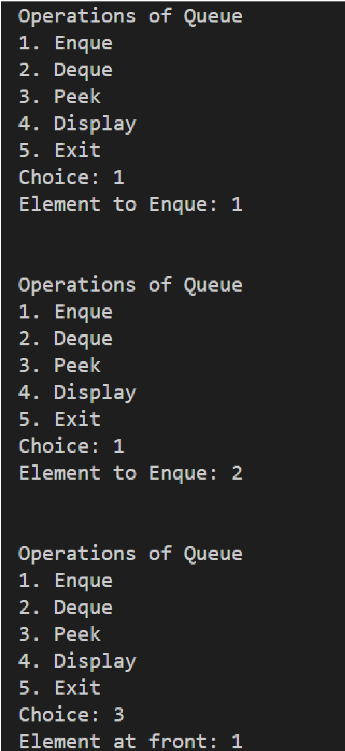 Operations of Queue
1. Enque
2. Deque
3. Peek
4. Display
5. Exit
Choice: 1
Element to Enque: 1
Operations of Queue
1. Enque
2. Deque
3. Peek
4. Display
5. Exit
Choice: 1
Element to Enque: 2
Operations of Queue
1. Enque
2. Deque
3. Peek
4. Display
5. Exit
Choice: 3
Element at front: 1